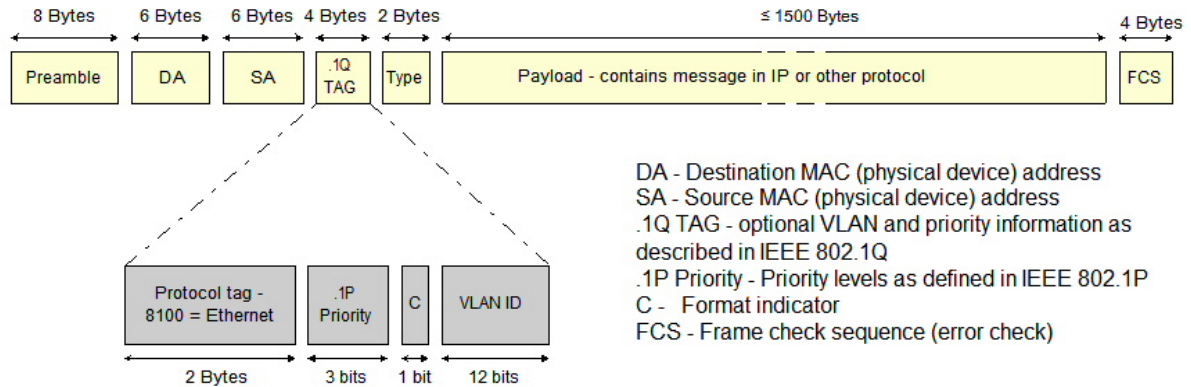 8 Bytes 6 Bytes 6 Bytes 4 Bytes 2 Byte ≤ 1500 Bytes 4 Bytes
Preamble DA SA .1Q TAG Type Payload - contains message in IP or other protocol FCS
DA - Destination MAC (physical device) address
SA - Source MAC (physical device) address
.1Q TAG - optional VLAN and priority information as
described in IEEE 802.1Q
.1P Priority - Priority levels as defined in IEEE 802.1P
C - Format indicator
FCS - Frame check sequence (error check)
Protocol tag -
8100 = Ethernet
.1P
Priority
C
VLAN ID
2 Bytes 3 bits 1 bit 12 bits